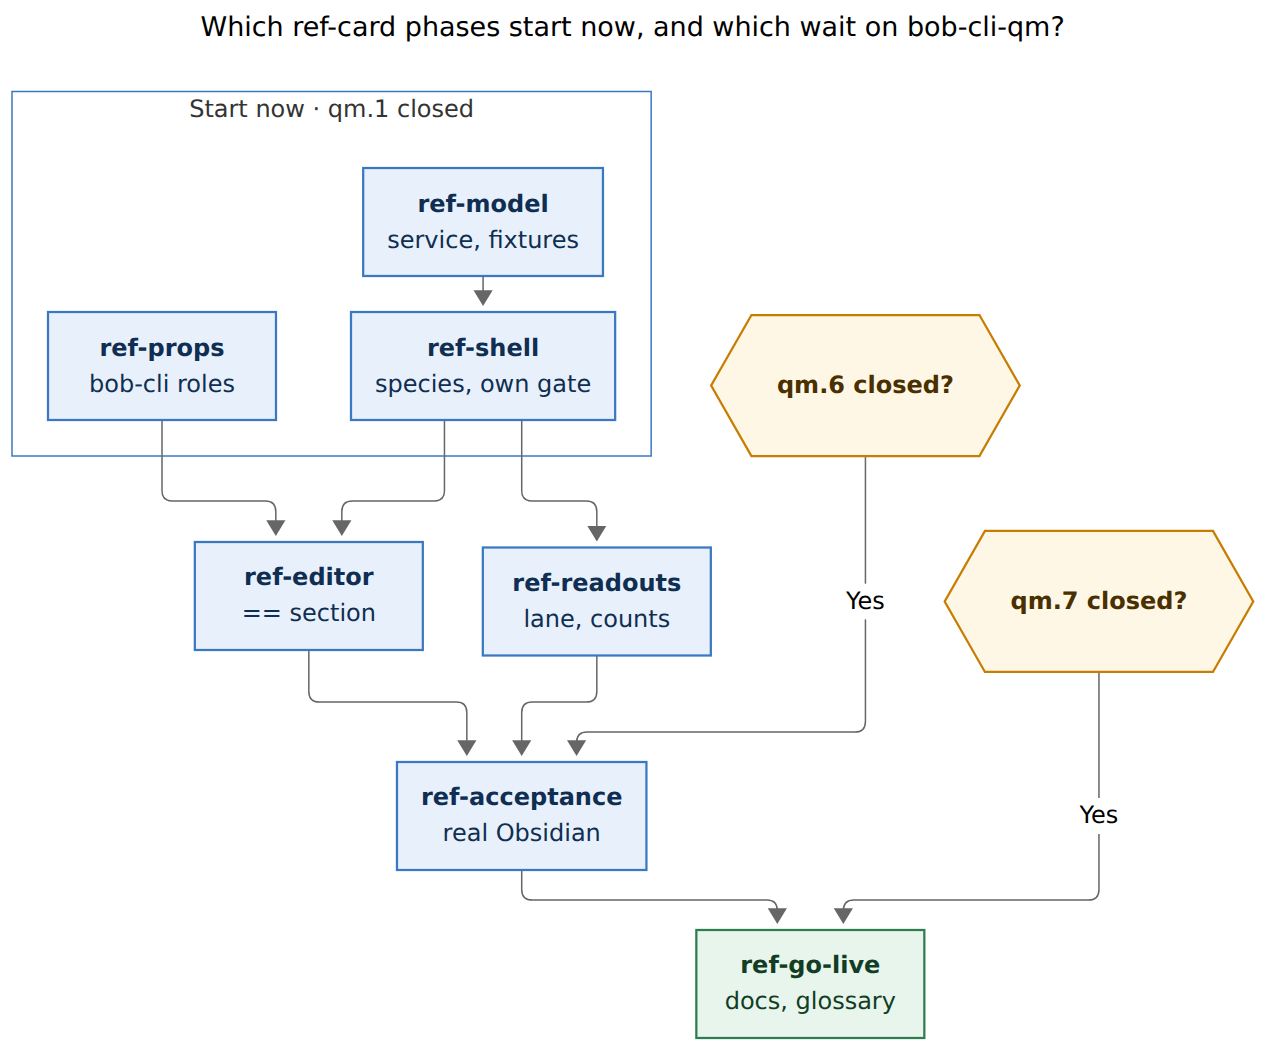 Which ref-card phases start now, and which wait on bob-cli-qm?
Start now · qm.1 closed
ref-model
service, fixtures
ref-props
bob-cli roles
ref-shell
species, own gate
qm.6 closed?
ref-editor
== section
ref-readouts
lane, counts
Yes
qm.7 closed?
ref-acceptance
real Obsidian
Yes
ref-go-live
docs, glossary